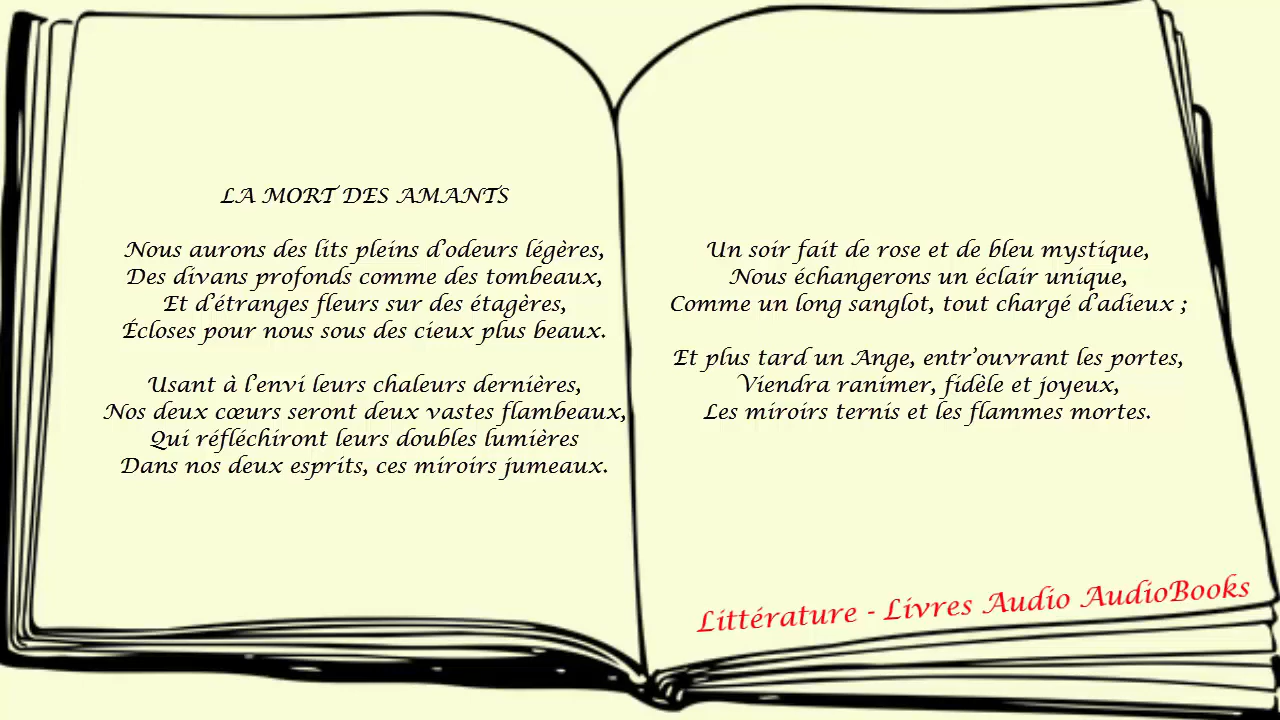 LA MORT DES AMANTS
Nous aurons des lits pleins d'odeurs légères,
Des divans profonds comme des tombeaux,
Et d'étranges fleurs sur des étagères,
Écloses pour nous sous des cieux plus beaux.
Usant à l'envi leurs chaleurs dernières,
Nos deux cœurs seront deux vastes flambeaux,
Qui réfléchiront leurs doubles lumières
Dans nos deux esprits, ces miroirs jumeaux.
Un soir fait de rose et de bleu mystique,
Nous échangerons un éclair unique,
Comme un long sanglot, tout chargé d'adieux ;
Et plus tard un Ange, entr'ouvrant les portes,
Viendra ranimer, fidèle et joyeux,
Les miroirs ternis et les flammes mortes.
Littérature - Livres Audio AudioBooks